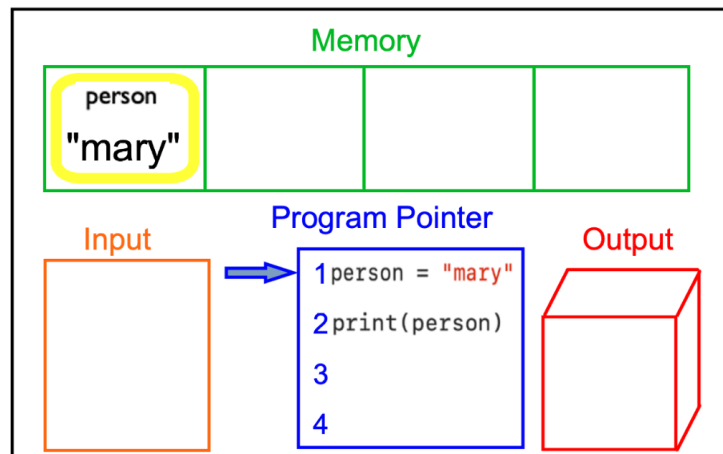 Memory
person
"mary"
Program Pointer
Input
Output
1 person = "mary"
2 print(person)
3
4